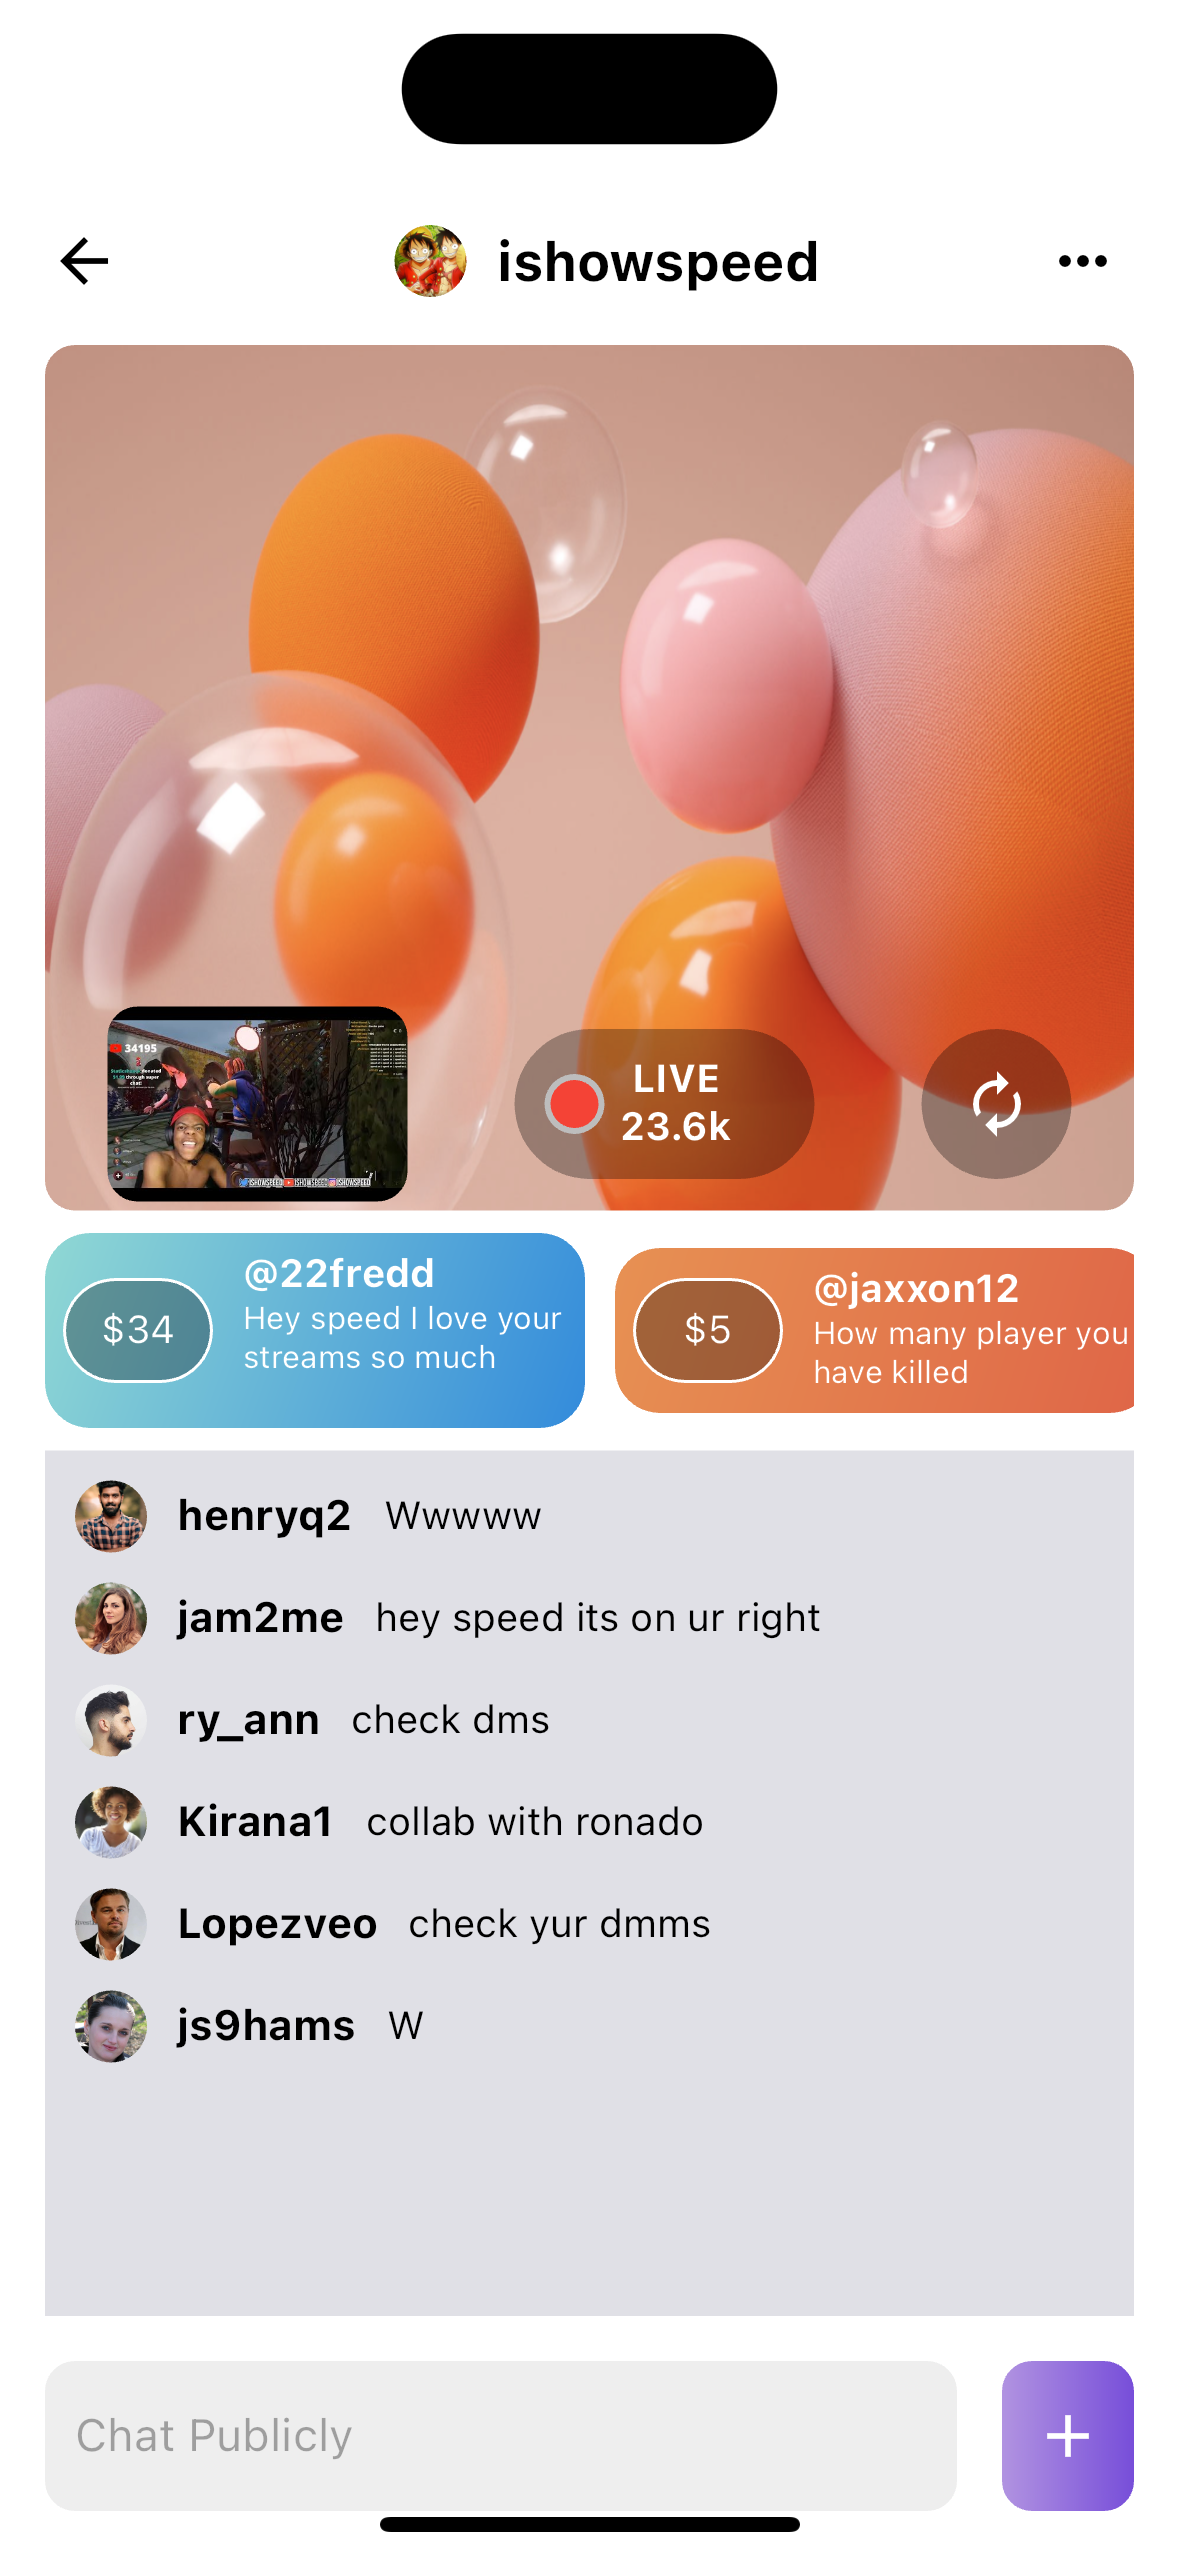 ishowspeed
34195
LIVE
23.6k
$34
@22fredd
Hey speed I love your
streams so much
$5
@jaxxon12
How many player you
have killed
henryq2 Wwwww
jam2me hey speed its on ur right
ry_ann check dms
Kirana1 collab with ronado
Lopezveo check yur dmms
js9hams W
Chat Publicly